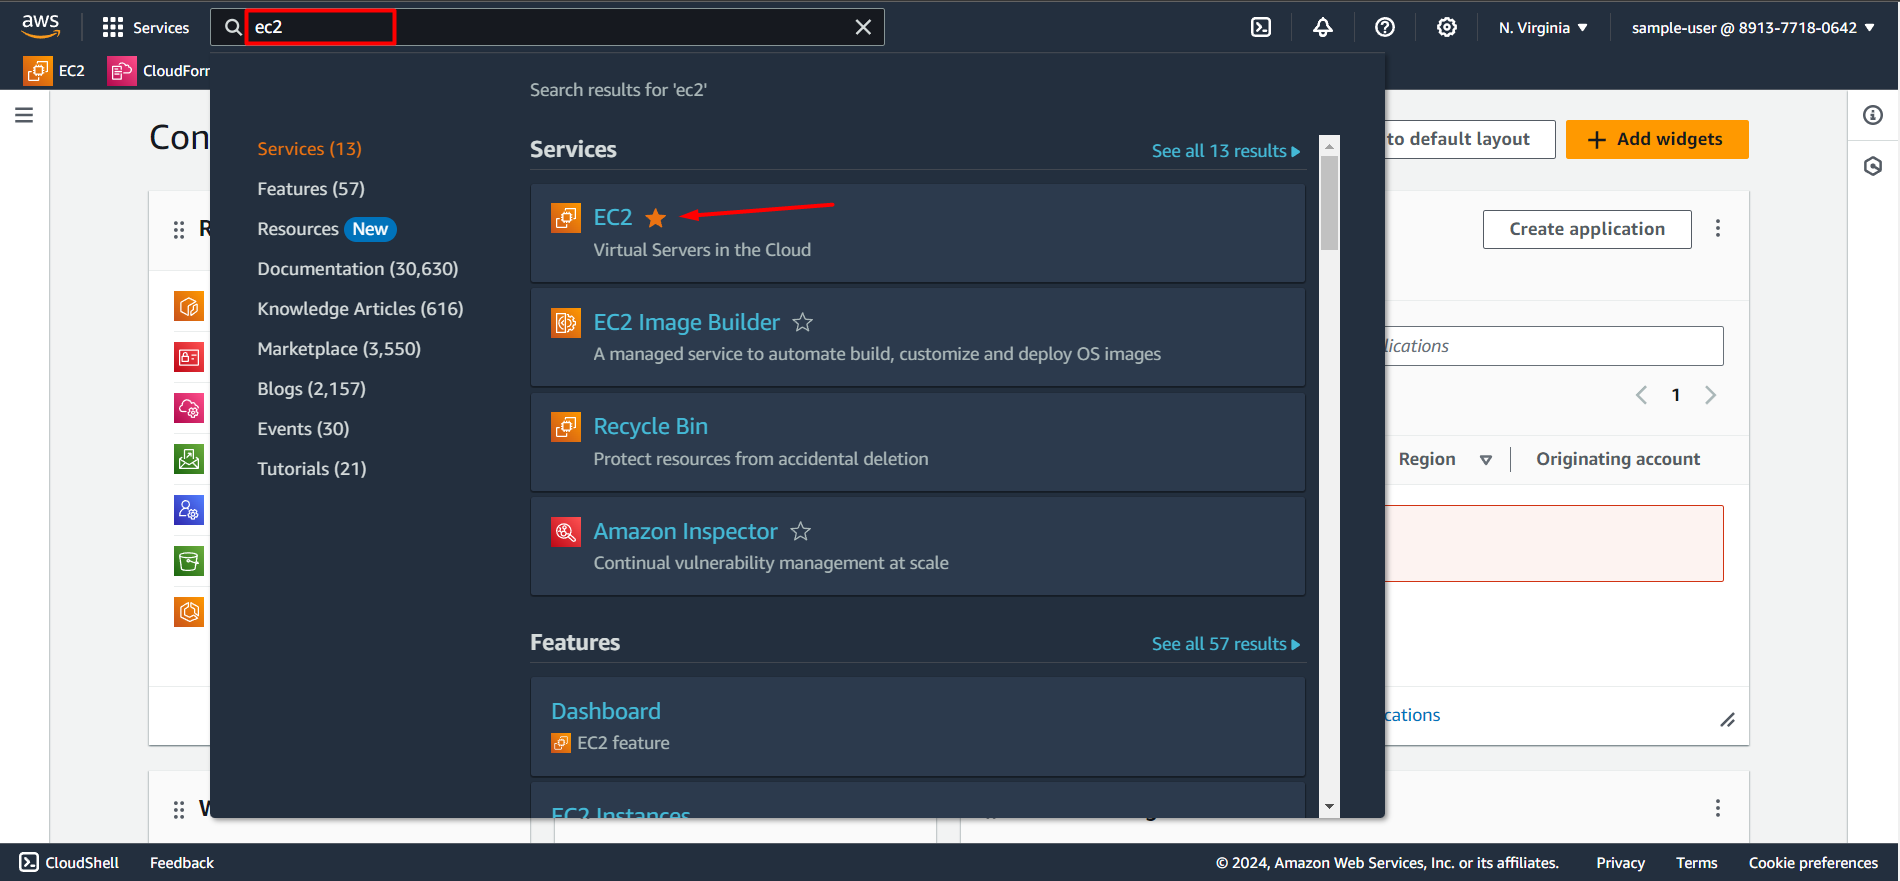 aws
Services
ec2
N. Virginia
sample-user @ 8913-7718-0642
EC2
CloudForm
Search results for 'ec2'
Con
to default layout
Add widgets
Services (13)
Features (57)
Resources New
Documentation (30,630)
Knowledge Articles (616)
Marketplace (3,550)
Blogs (2,157)
Events (30)
Tutorials (21)
Services
See all 13 results
EC2
Virtual Servers in the Cloud
EC2 Image Builder
A managed service to automate build, customize and deploy OS images
Recycle Bin
Protect resources from accidental deletion
Amazon Inspector
Continual vulnerability management at scale
Features
See all 57 results
Dashboard
EC2 feature
EC2 Instances
R
Create application
lications
1
Region
Originating account
cations
W
CloudShell
Feedback
© 2024, Amazon Web Services, Inc. or its affiliates.
Privacy
Terms
Cookie preferences